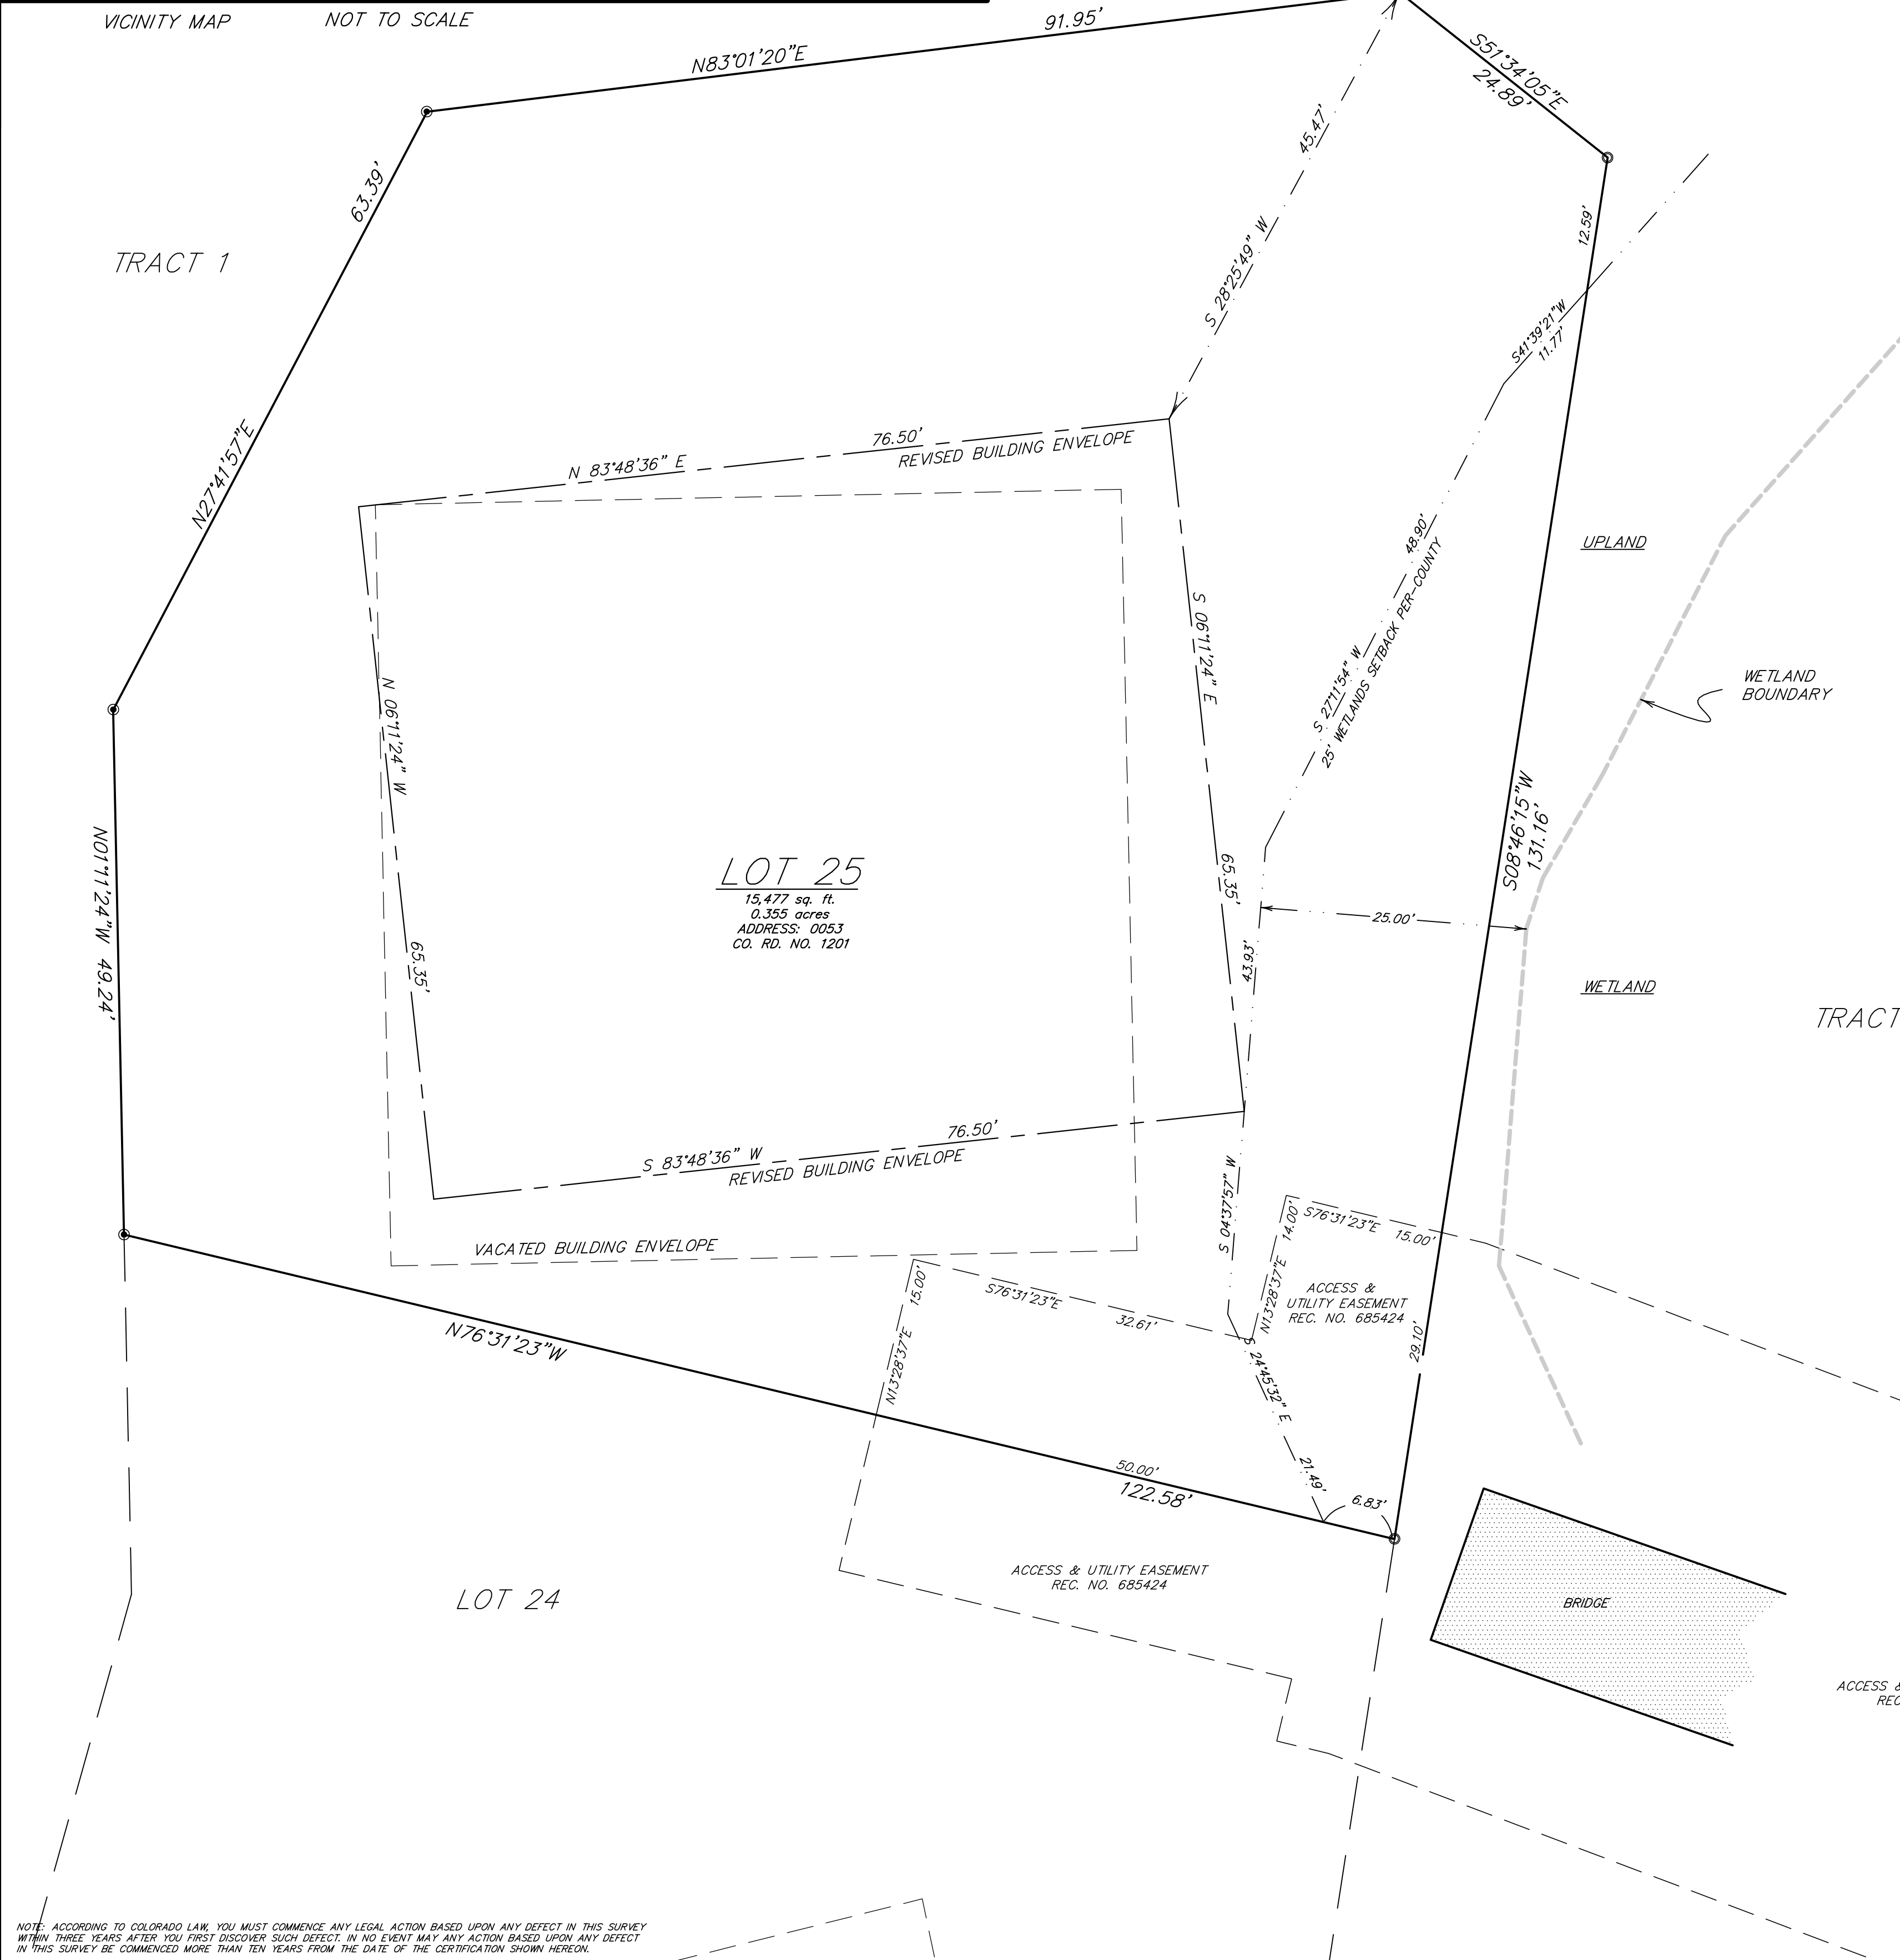 VICINITY MAP
NOT TO SCALE
91.95'
N83°01'20"E
S51°34'05"E
24.89'
63.39'
45.47'
12.59'
TRACT 1
S 28°25'49" W
S41°39'21"W
11.77'
N27°41'57"E
76.50'
N 83°48'36" E
REVISED BUILDING ENVELOPE
48.90'
S 27°11'54" W
25' WETLANDS SETBACK PER-COUNTY
UPLAND
S 06°11'24" E
65.35'
N 06°11'24" W
65.35'
WETLAND
BOUNDARY
S08°46'15"W
131.16'
N01°11'24"W 49.24'
LOT 25
15,477 sq. ft.
0.355 acres
ADDRESS: 0053
CO. RD. NO. 1201
25.00'
43.93'
S 04°37'57" W
WETLAND
TRACT
76.50'
S 83°48'36" W
REVISED BUILDING ENVELOPE
VACATED BUILDING ENVELOPE
S76°31'23"E 15.00'
N13°28'37"E 14.00'
ACCESS &
UTILITY EASEMENT
REC. NO. 685424
N13°28'37"E 15.00'
S76°31'23"E 32.61'
29.10'
S 24°45'32" E
21.49'
N76°31'23"W
50.00'
122.58'
6.83'
ACCESS & UTILITY EASEMENT
REC. NO. 685424
LOT 24
BRIDGE
ACCESS &
REC
NOTE: ACCORDING TO COLORADO LAW, YOU MUST COMMENCE ANY LEGAL ACTION BASED UPON ANY DEFECT IN THIS SURVEY
WITHIN THREE YEARS AFTER YOU FIRST DISCOVER SUCH DEFECT. IN NO EVENT MAY ANY ACTION BASED UPON ANY DEFECT
IN THIS SURVEY BE COMMENCED MORE THAN TEN YEARS FROM THE DATE OF THE CERTIFICATION SHOWN HEREON.